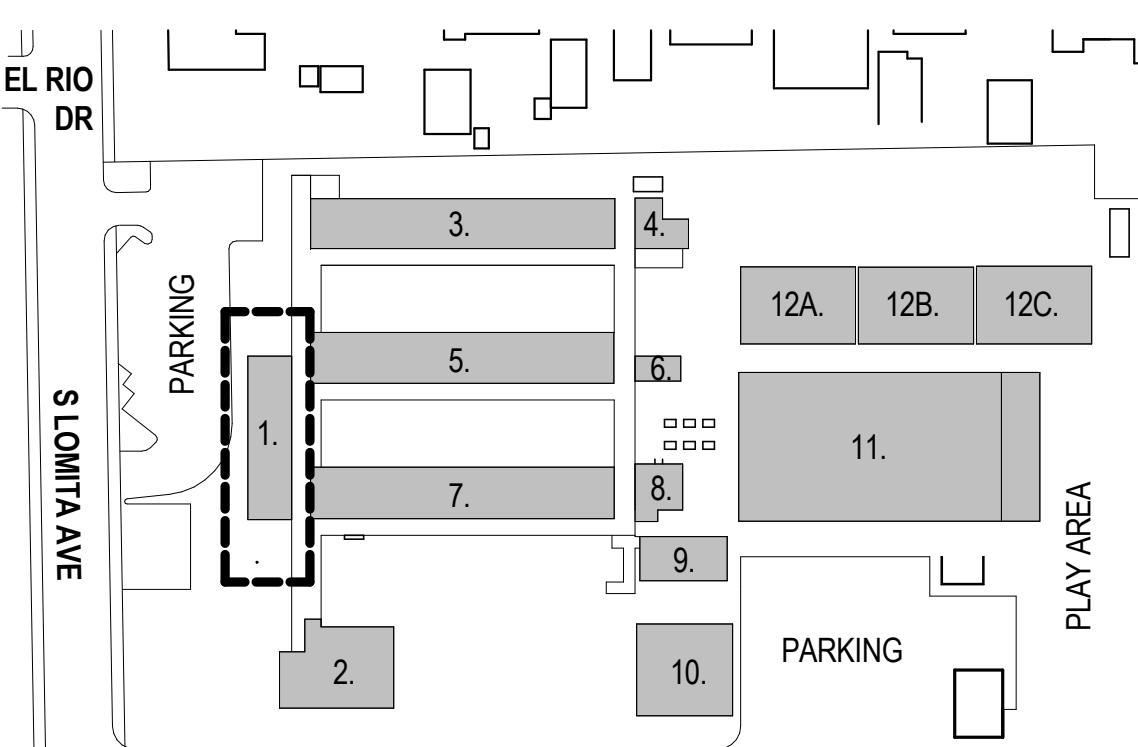 EL RIO
DR
3.
4.
PARKING
12A.
12B.
12C.
5.
6.
S LOMITA AVE
1.
11.
7.
8.
PLAY AREA
9.
2.
10.
PARKING